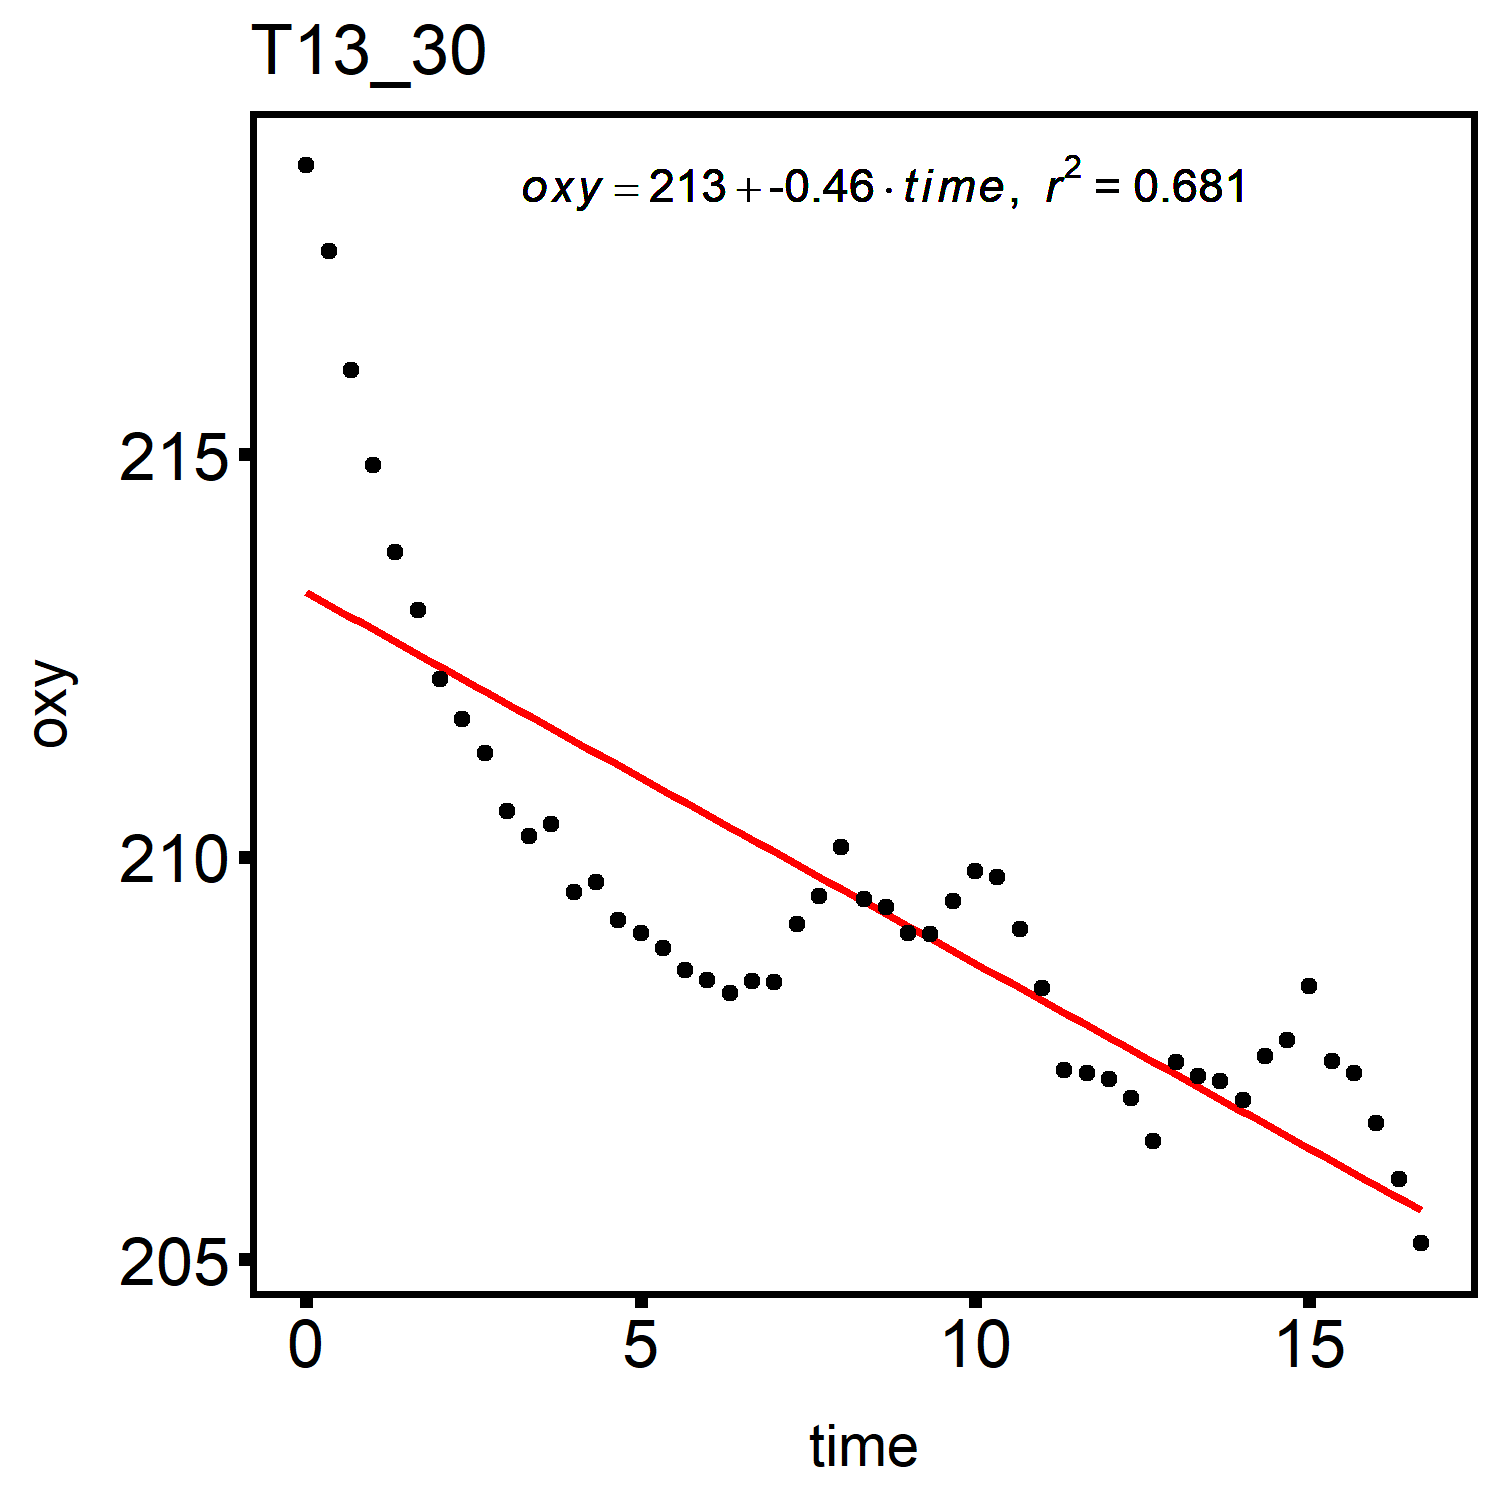 T13_30
oxy = 213 + -0.46 · time, r² = 0.681
215
210
205
oxy
0 5 10 15
time